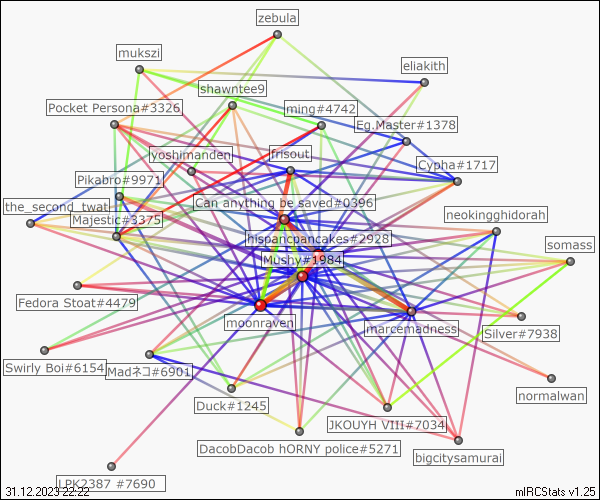 zebula
mukszi
eliakith
shawntee9
Pocket Persona#3326
ming#4742
Eg.Master#1378
yoshimanden
frisout
Cypha#1717
Pikabro#9971
Can anything be saved#0396
the_second_twat
Majestic#3375
neokingghidorah
hispanicpancakes#2928
somass
Mushy#1984
Fedora Stoat#4479
moonraven
marcemadness
Silver#7938
Swirly Boi#6154
Madネコ#6901
normalwan
Duck#1245
JKOUYH VIII#7034
DacobDacob hORNY police#5271
bigcitysamurai
LPK2387 #7690
31.12.2023 22:22
mIRCStats v1.25